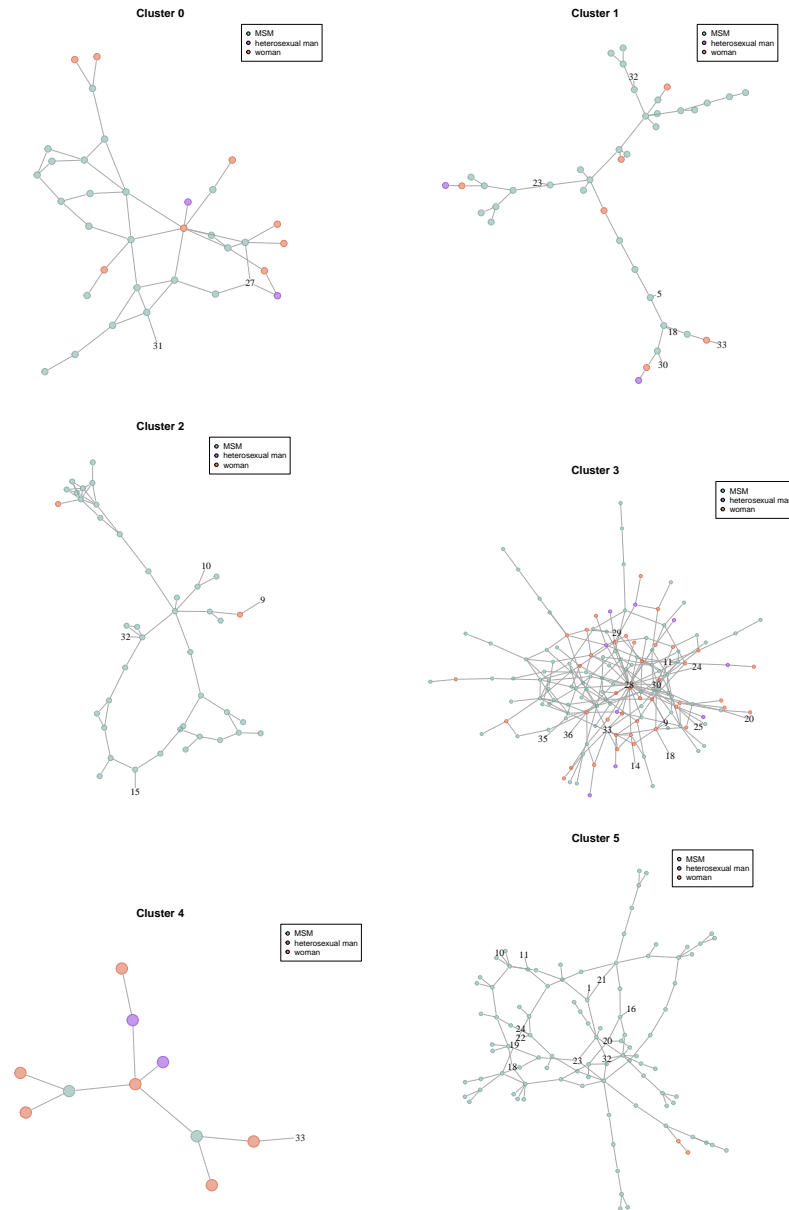 Cluster 0
MSM
heterosexual man
woman
27
31
Cluster 1
MSM
heterosexual man
woman
32
23
5
18
33
30
Cluster 2
MSM
heterosexual man
woman
10
9
32
15
Cluster 3
MSM
heterosexual man
woman
29
11
24
28
30
20
9
25
33
36
35
18
14
Cluster 4
MSM
heterosexual man
woman
33
Cluster 5
MSM
heterosexual man
woman
10
11
21
1
16
24
22
20
19
23
32
18